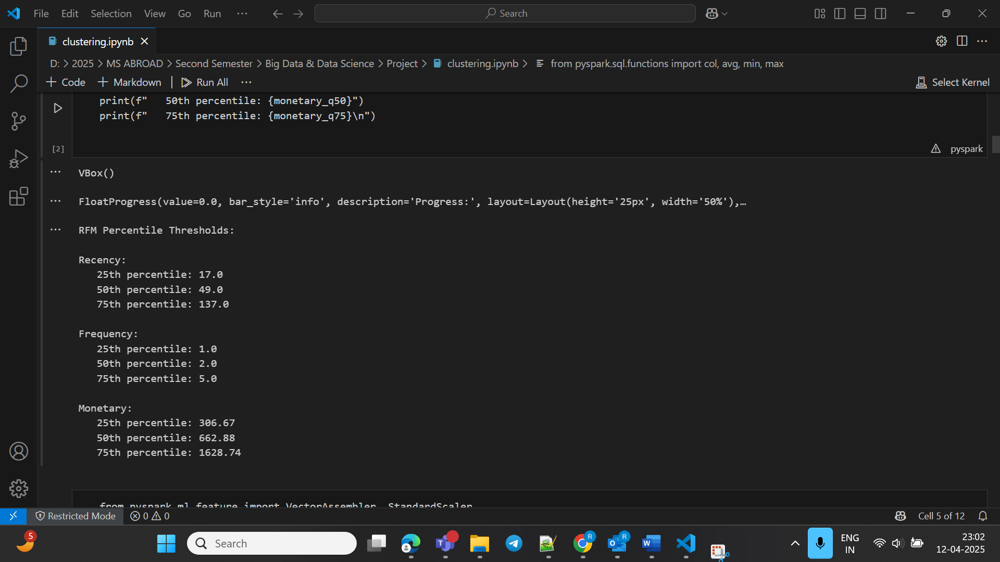 File Edit Selection View Go Run ...
Search
clustering.ipynb
D: > 2025 > MS ABROAD > Second Semester > Big Data & Data Science > Project > clustering.ipynb > from pyspark.sql.functions import col, avg, min, max
+ Code + Markdown | Run All ...
Select Kernel
print(f"   50th percentile: {monetary_q50}")
print(f"   75th percentile: {monetary_q75}\n")
[2]
pyspark
... VBox()
... FloatProgress(value=0.0, bar_style='info', description='Progress:', layout=Layout(height='25px', width='50%'),…
... RFM Percentile Thresholds:
Recency:
25th percentile: 17.0
50th percentile: 49.0
75th percentile: 137.0
Frequency:
25th percentile: 1.0
50th percentile: 2.0
75th percentile: 5.0
Monetary:
25th percentile: 306.67
50th percentile: 662.88
75th percentile: 1628.74
from pyspark.ml.feature import VectorAssembler, StandardScaler
Restricted Mode 0 0
Cell 5 of 12
5
Search
T
R
R
O
W
ENG
IN
23:02
12-04-2025